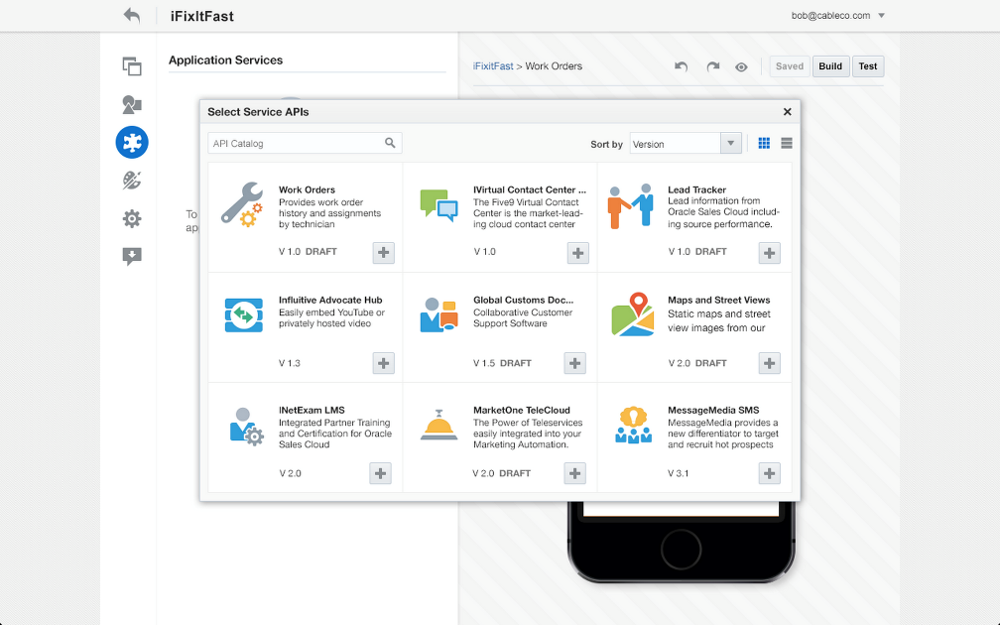 iFixItFast
bob@cableco.com
Application Services
iFixitFast > Work Orders
Saved
Build
Test
To
ap
Select Service APIs
API Catalog
Sort by
Version
Work Orders
Provides work order
history and assignments
by technician
V 1.0 DRAFT
IVirtual Contact Center ...
The Five9 Virtual Contact
Center is the market-lead-
ing cloud contact center
V 1.0
Lead Tracker
Lead information from
Oracle Sales Cloud includ-
ing source performance.
V 1.0 DRAFT
Influitive Advocate Hub
Easily embed YouTube or
privately hosted video
V 1.3
Global Customs Doc...
Collaborative Customer
Support Software
V 1.5 DRAFT
Maps and Street Views
Static maps and street
view images from our
V 2.0 DRAFT
INetExam LMS
Integrated Partner Training
and Certification for Oracle
Sales Cloud
V 2.0
MarketOne TeleCloud
The Power of Teleservices
easily integrated into your
Marketing Automation.
V 2.0 DRAFT
MessageMedia SMS
MessageMedia provides a
new differentiator to target
and recruit hot prospects
V 3.1